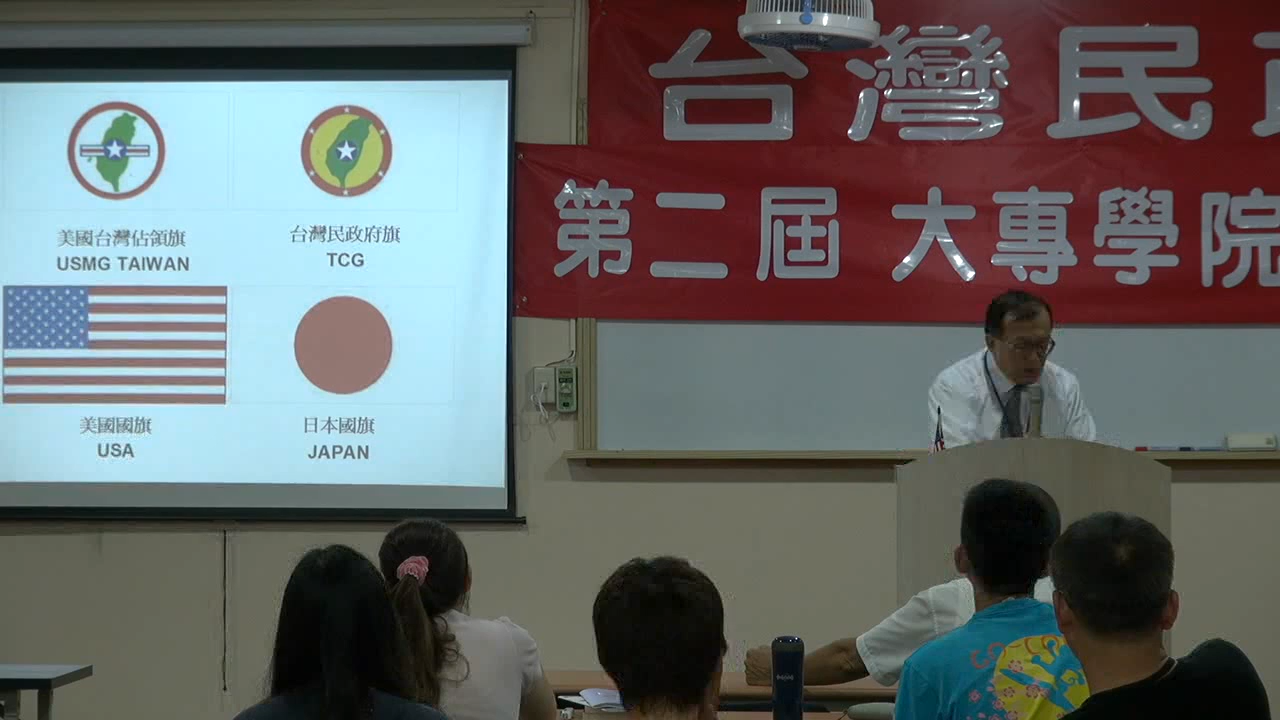 美國台灣佔領旗
USMG TAIWAN
台灣民政府旗
TCG
美國國旗
USA
日本國旗
JAPAN
台灣民政
第二屆 大專學院